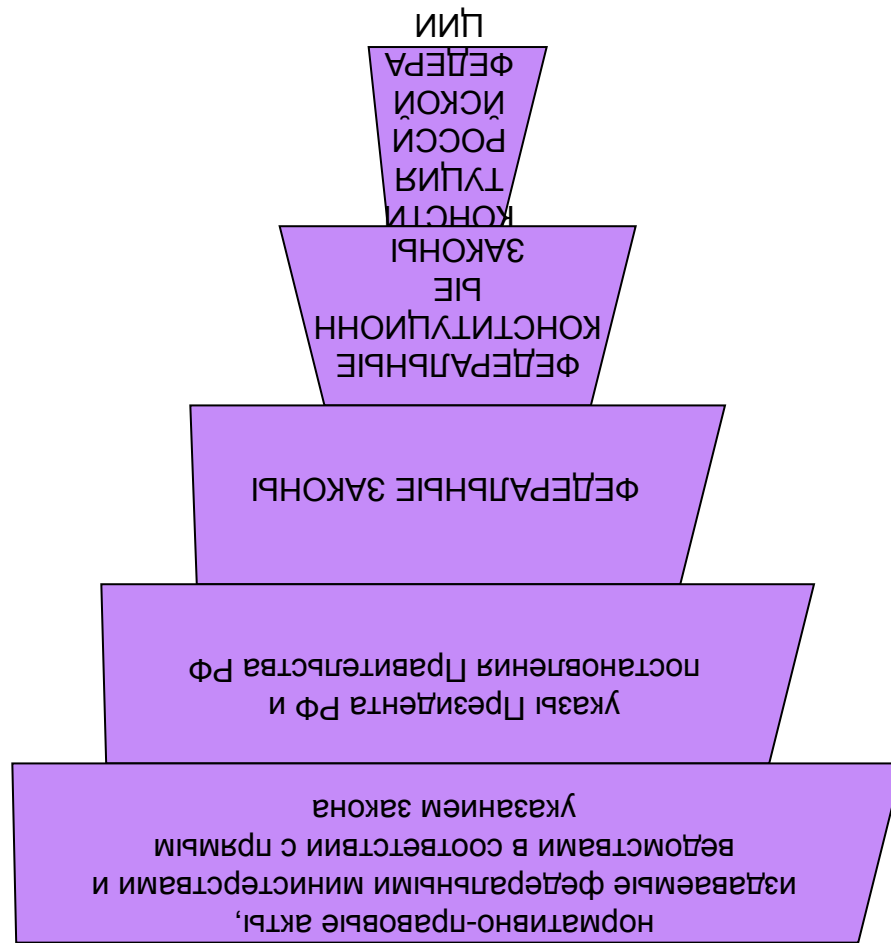 нормативно-правовые акты,
издаваемые федеральными министерствами и
ведомствами в соответствии с прямым
указанием закона
указы Президента РФ и
постановления Правительства РФ
ФЕДЕРАЛЬНЫЕ ЗАКОНЫ
ФЕДЕРАЛЬНЫЕ
КОНСТИТУЦИОНН
ЫЕ
ЗАКОНЫ
КОНСТИ
ТУЦИЯ
РОССИ
ЙСКОЙ
ФЕДЕРА
ЦИИ